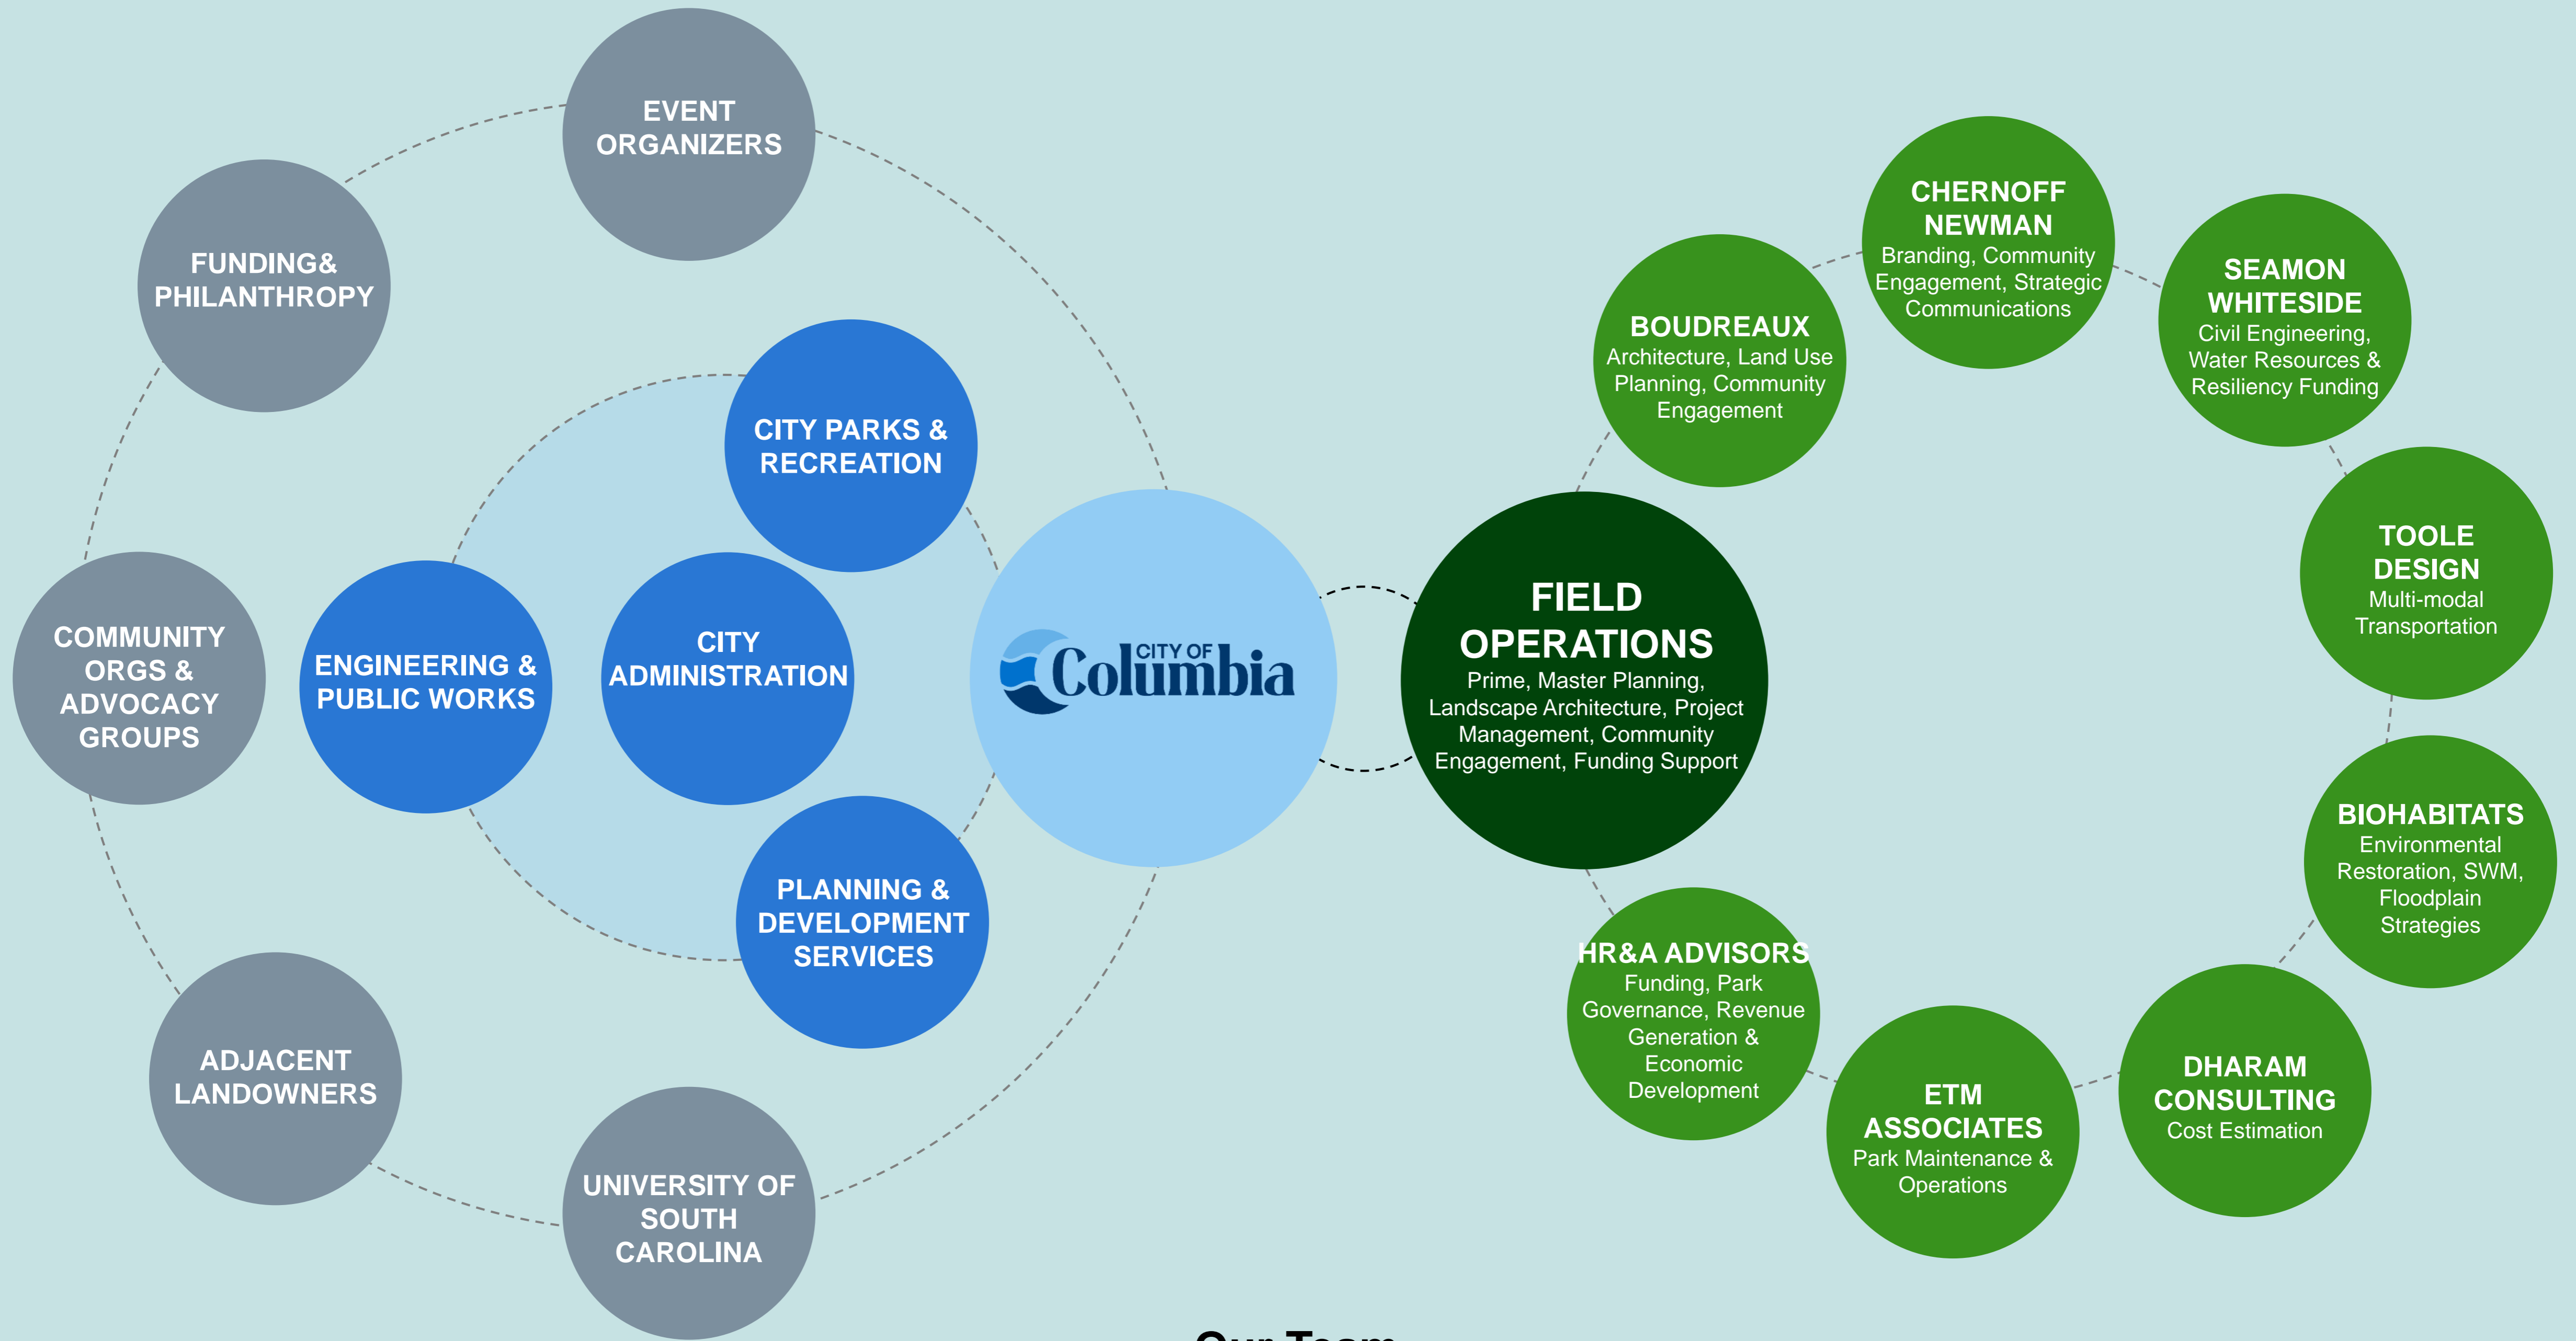 EVENT
ORGANIZERS
FUNDING&
PHILANTHROPY
CITY PARKS &
RECREATION
COMMUNITY
ORGS &
ADVOCACY
GROUPS
ENGINEERING &
PUBLIC WORKS
CITY
ADMINISTRATION
PLANNING &
DEVELOPMENT
SERVICES
ADJACENT
LANDOWNERS
UNIVERSITY OF
SOUTH
CAROLINA
CITY OF
Columbia
FIELD
OPERATIONS
Prime, Master Planning,
Landscape Architecture, Project
Management, Community
Engagement, Funding Support
BOUDREAUX
Architecture, Land Use
Planning, Community
Engagement
CHERNOFF
NEWMAN
Branding, Community
Engagement, Strategic
Communications
SEAMON
WHITESIDE
Civil Engineering,
Water Resources &
Resiliency Funding
TOOLE
DESIGN
Multi-modal
Transportation
BIOHABITATS
Environmental
Restoration, SWM,
Floodplain
Strategies
DHARAM
CONSULTING
Cost Estimation
ETM
ASSOCIATES
Park Maintenance &
Operations
HR&A ADVISORS
Funding, Park
Governance, Revenue
Generation &
Economic
Development
Our Team